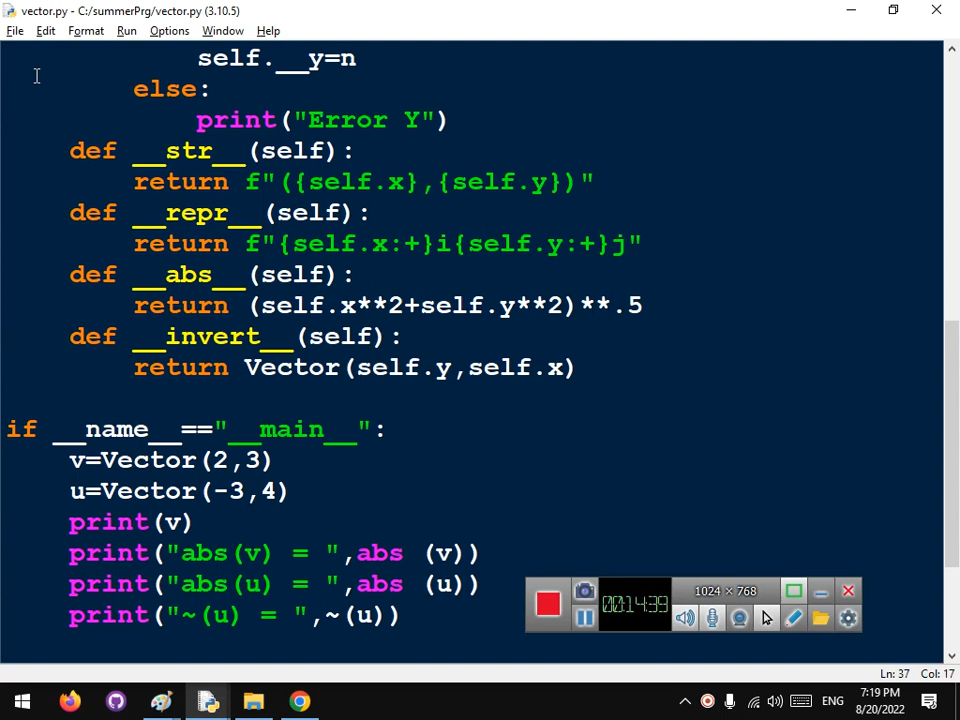 vector.py - C:/summerPrg/vector.py (3.10.5)
File Edit Format Run Options Window Help
self.__y=n
else:
print("Error Y")
def __str__(self):
return f"({self.x},{self.y})"
def __repr__(self):
return f"{self.x:+}i{self.y:+}j"
def __abs__(self):
return (self.x**2+self.y**2)**.5
def __invert__(self):
return Vector(self.y,self.x)
if __name__=="__main__":
v=Vector(2,3)
u=Vector(-3,4)
print(v)
print("abs(v) = ",abs (v))
print("abs(u) = ",abs (u))
print("~(u) = ",~(u))
00:14:39
1024 × 768
Ln: 37 Col: 17
ENG
7:19 PM
8/20/2022